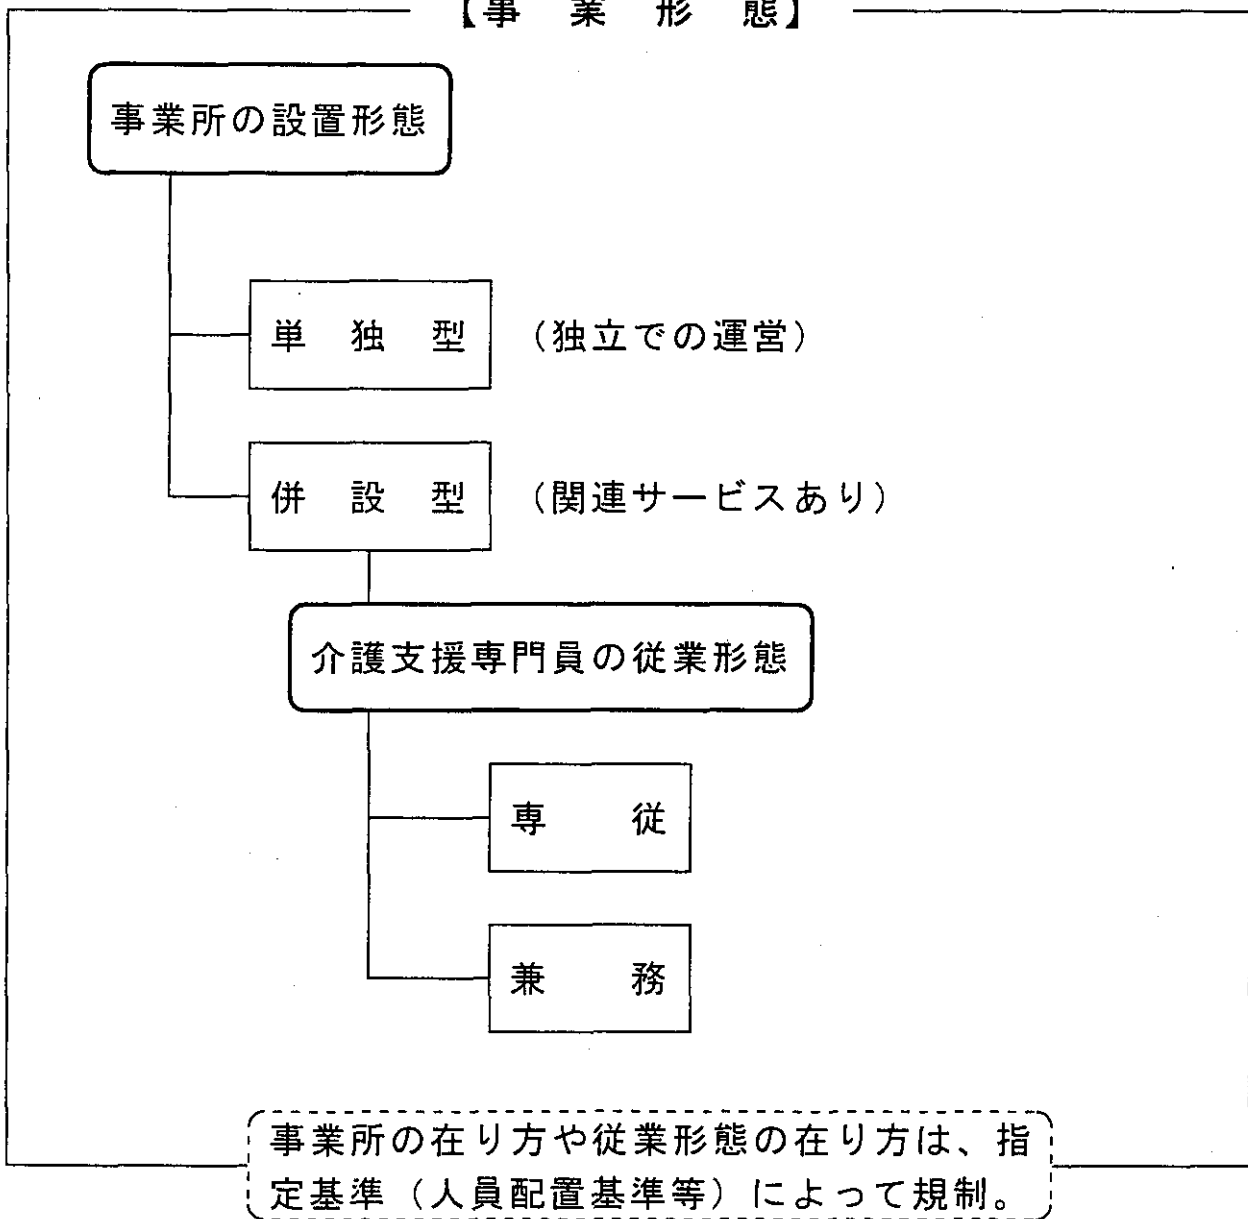 【事 業 形 態】
事業所の設置形態
単 独 型 （独立での運営）
併 設 型 （関連サービスあり）
介護支援専門員の従業形態
専 従
兼 務
事業所の在り方や従業形態の在り方は、指
定基準（人員配置基準等）によって規制。